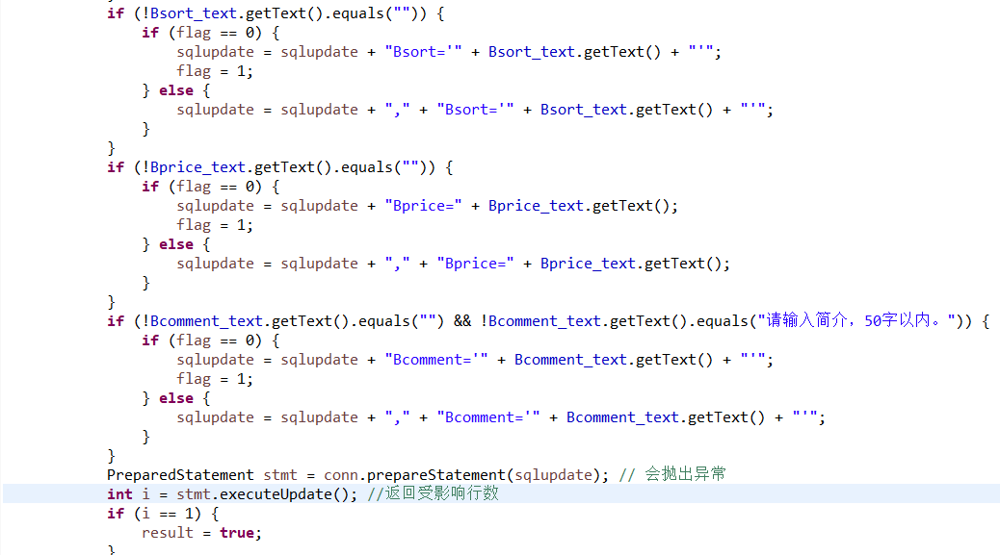 if (!Bsort_text.getText().equals("")) {
if (flag == 0) {
sqlupdate = sqlupdate + "Bsort='" + Bsort_text.getText() + "'";
flag = 1;
} else {
sqlupdate = sqlupdate + "," + "Bsort='" + Bsort_text.getText() + "'";
}
}
if (!Bprice_text.getText().equals("")) {
if (flag == 0) {
sqlupdate = sqlupdate + "Bprice=" + Bprice_text.getText();
flag = 1;
} else {
sqlupdate = sqlupdate + "," + "Bprice=" + Bprice_text.getText();
}
}
if (!Bcomment_text.getText().equals("") && !Bcomment_text.getText().equals("请输入简介，50字以内。")) {
if (flag == 0) {
sqlupdate = sqlupdate + "Bcomment='" + Bcomment_text.getText() + "'";
flag = 1;
} else {
sqlupdate = sqlupdate + "," + "Bcomment='" + Bcomment_text.getText() + "'";
}
}
PreparedStatement stmt = conn.prepareStatement(sqlupdate); // 会抛出异常
int i = stmt.executeUpdate(); //返回受影响行数
if (i == 1) {
result = true;
}